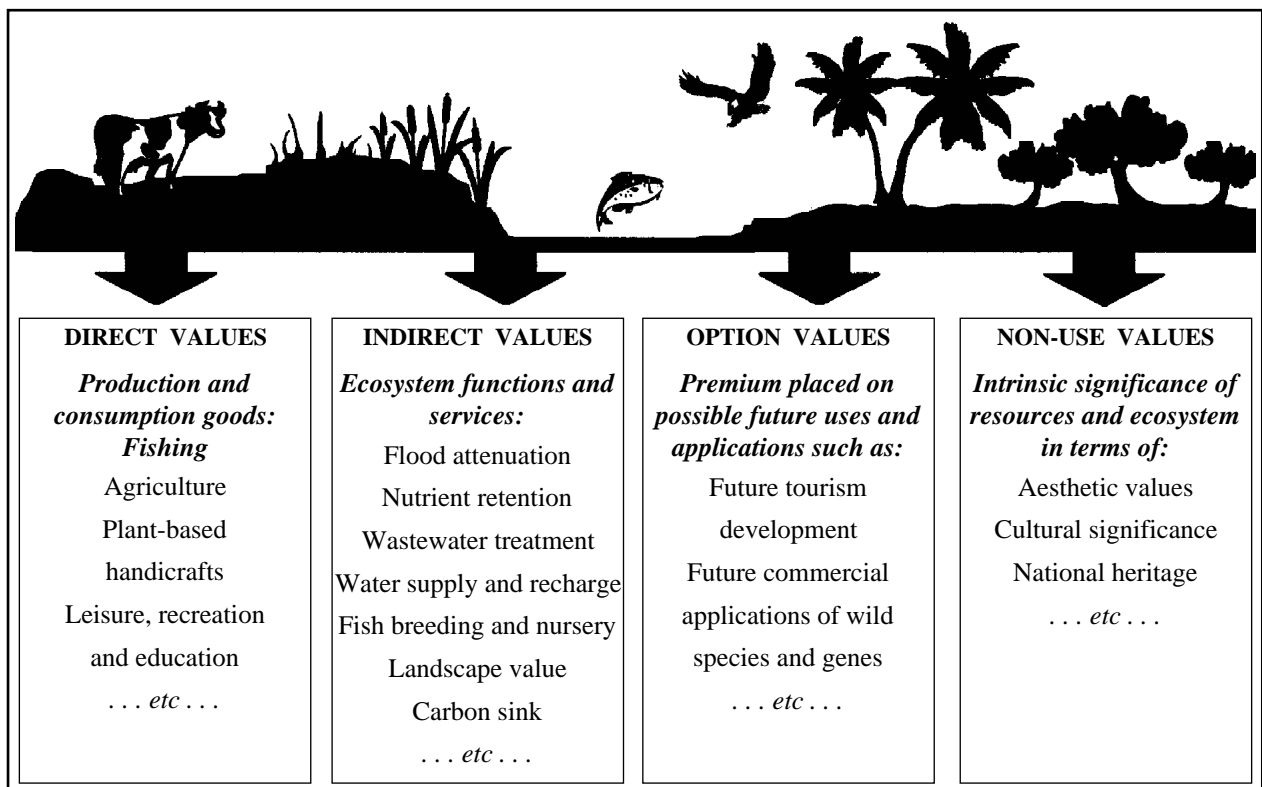 DIRECT VALUES
Production and
consumption goods:
Fishing
Agriculture
Plant-based
handicrafts
Leisure, recreation
and education
. . . etc . . .
INDIRECT VALUES
Ecosystem functions and
services:
Flood attenuation
Nutrient retention
Wastewater treatment
Water supply and recharge
Fish breeding and nursery
Landscape value
Carbon sink
. . . etc . . .
OPTION VALUES
Premium placed on
possible future uses and
applications such as:
Future tourism
development
Future commercial
applications of wild
species and genes
. . . etc . . .
NON-USE VALUES
Intrinsic significance of
resources and ecosystem
in terms of:
Aesthetic values
Cultural significance
National heritage
. . . etc . . .